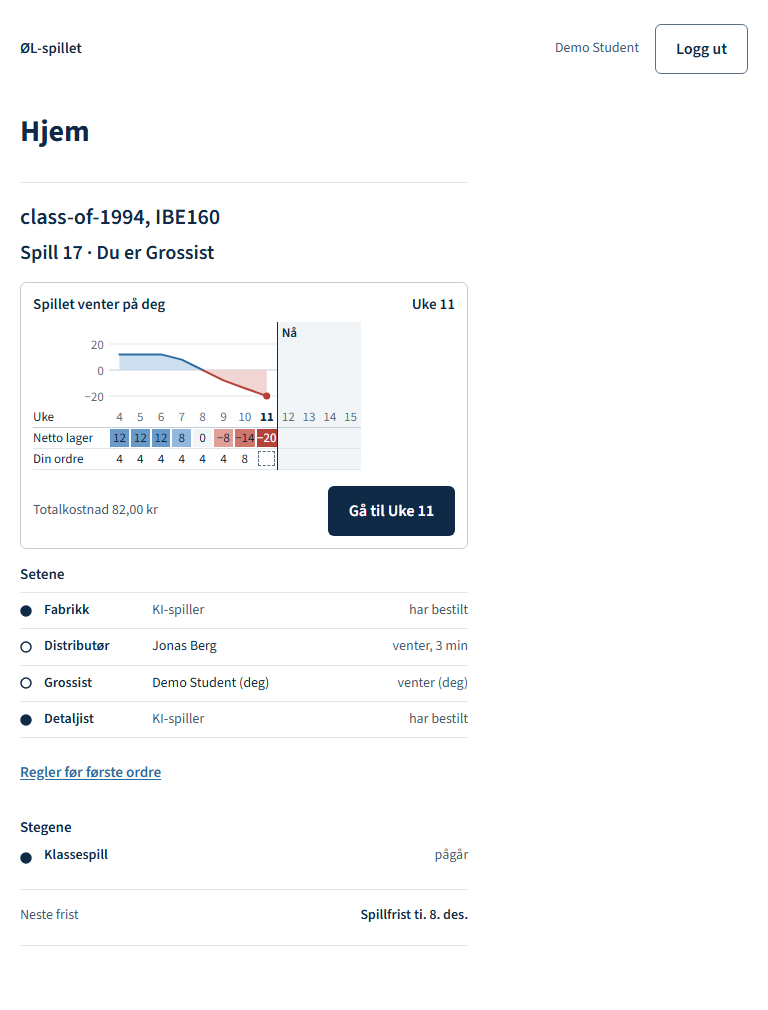 ØL-spillet
Demo Student
Logg ut
Hjem
class-of-1994, IBE160
Spill 17 · Du er Grossist
Spillet venter på deg
Uke 11
Nå
20
0
−20
Uke 4 5 6 7 8 9 10 11 12 13 14 15
Netto lager 12 12 12 8 0 −8 −14 −20
Din ordre 4 4 4 4 4 4 8
Totalkostnad 82,00 kr
Gå til Uke 11
Setene
Fabrikk KI-spiller har bestilt
Distributør Jonas Berg venter, 3 min
Grossist Demo Student (deg) venter (deg)
Detaljist KI-spiller har bestilt
Regler før første ordre
Stegene
Klassespill pågår
Neste frist Spillfrist ti. 8. des.